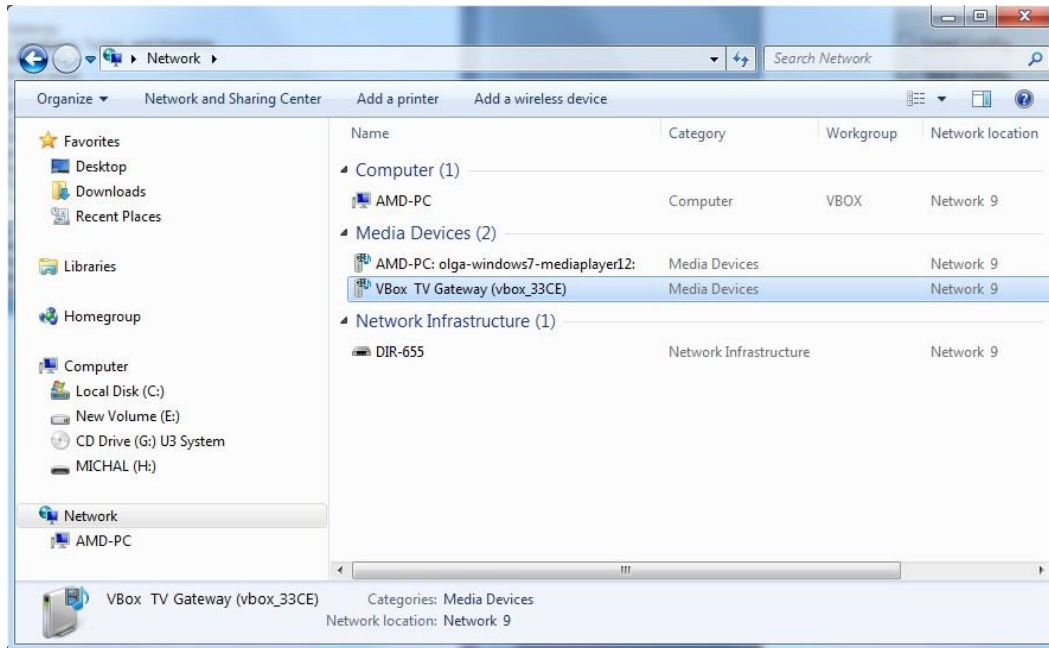 Network
Search Network
Organize Network and Sharing Center Add a printer Add a wireless device
Favorites
Desktop
Downloads
Recent Places
Libraries
Homegroup
Computer
Local Disk (C:)
New Volume (E:)
CD Drive (G:) U3 System
MICHAL (H:)
Network
AMD-PC
Name Category Workgroup Network location
Computer (1)
AMD-PC Computer VBOX Network 9
Media Devices (2)
AMD-PC: olga-windows7-mediaplayer12: Media Devices Network 9
VBox TV Gateway (vbox_33CE) Media Devices Network 9
Network Infrastructure (1)
DIR-655 Network Infrastructure Network 9
VBox TV Gateway (vbox_33CE) Categories: Media Devices
Network location: Network 9